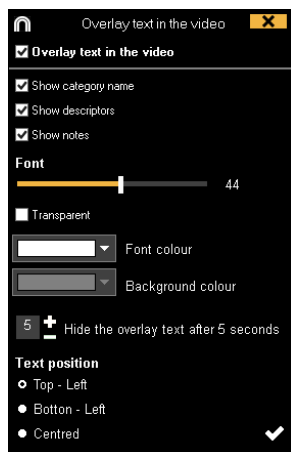 Overlay text in the video
Overlay text in the video
Show category name
Show descriptors
Show notes
Font
44
Transparent
Font colour
Background colour
5 Hide the overlay text after 5 seconds
Text position
Top - Left
Botton - Left
Centred